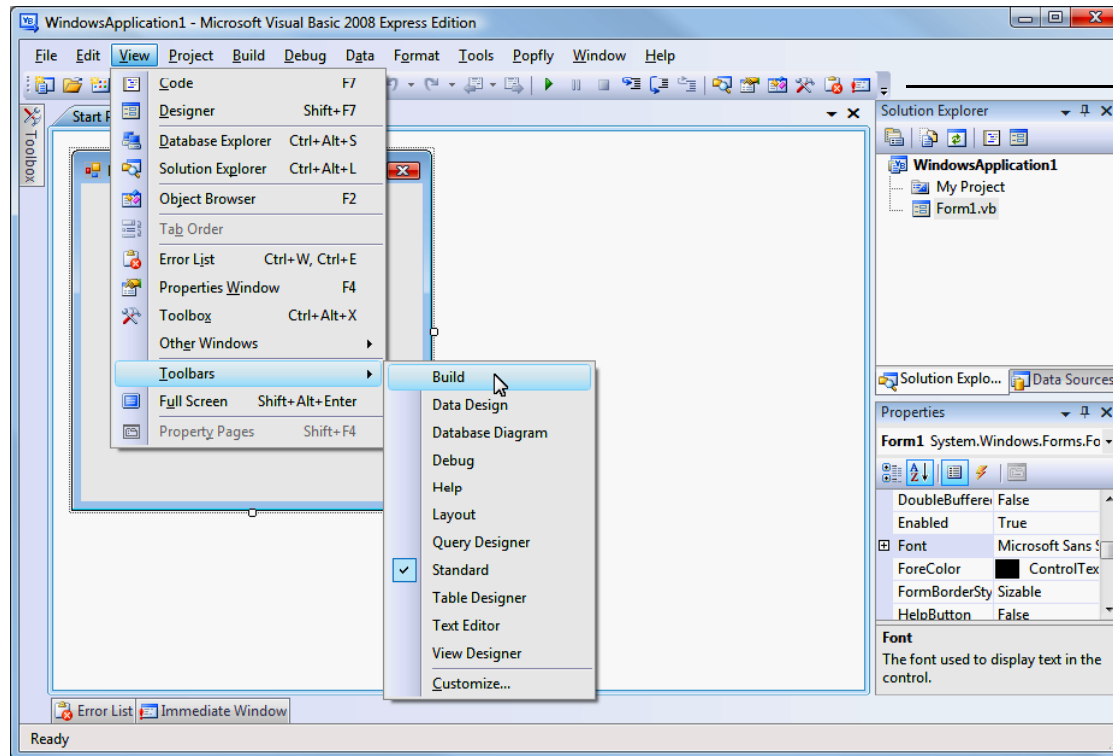 WindowsApplication1 - Microsoft Visual Basic 2008 Express Edition
File Edit View Project Build Debug Data Format Tools Popfly Window Help
Toolbox
Start P
Code F7
Designer Shift+F7
Database Explorer Ctrl+Alt+S
Solution Explorer Ctrl+Alt+L
Object Browser F2
Tab Order
Error List Ctrl+W, Ctrl+E
Properties Window F4
Toolbox Ctrl+Alt+X
Other Windows
Toolbars
Full Screen Shift+Alt+Enter
Property Pages Shift+F4
Build
Data Design
Database Diagram
Debug
Help
Layout
Query Designer
Standard
Table Designer
Text Editor
View Designer
Customize...
Solution Explorer
WindowsApplication1
My Project
Form1.vb
Solution Explo... Data Sources
Properties
Form1 System.Windows.Forms.Fo
DoubleBuffere False
Enabled True
Font Microsoft Sans S
ForeColor ControlTex
FormBorderSty Sizable
HelpButton False
Font
The font used to display text in the
control.
Error List Immediate Window
Ready